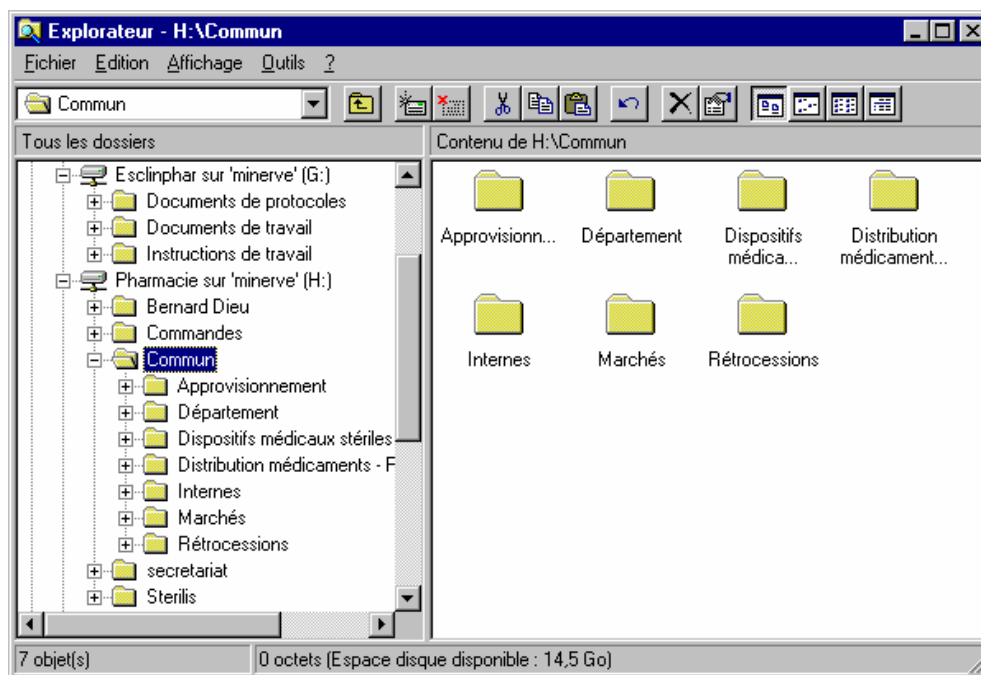 Explorateur - H:\Commun
Fichier Edition Affichage Outils ?
Commun
Tous les dossiers
Contenu de H:\Commun
Esclinphar sur 'minerve' (G:)
Documents de protocoles
Documents de travail
Instructions de travail
Pharmacie sur 'minerve' (H:)
Bernard Dieu
Commandes
Commun
Approvisionnement
Département
Dispositifs médicaux stériles
Distribution médicaments - F
Internes
Marchés
Rétrocessions
secretariat
Sterilis
Approvisionn...
Département
Dispositifs
médica...
Distribution
médicament...
Internes
Marchés
Rétrocessions
7 objet(s)
0 octets (Espace disque disponible : 14,5 Go)